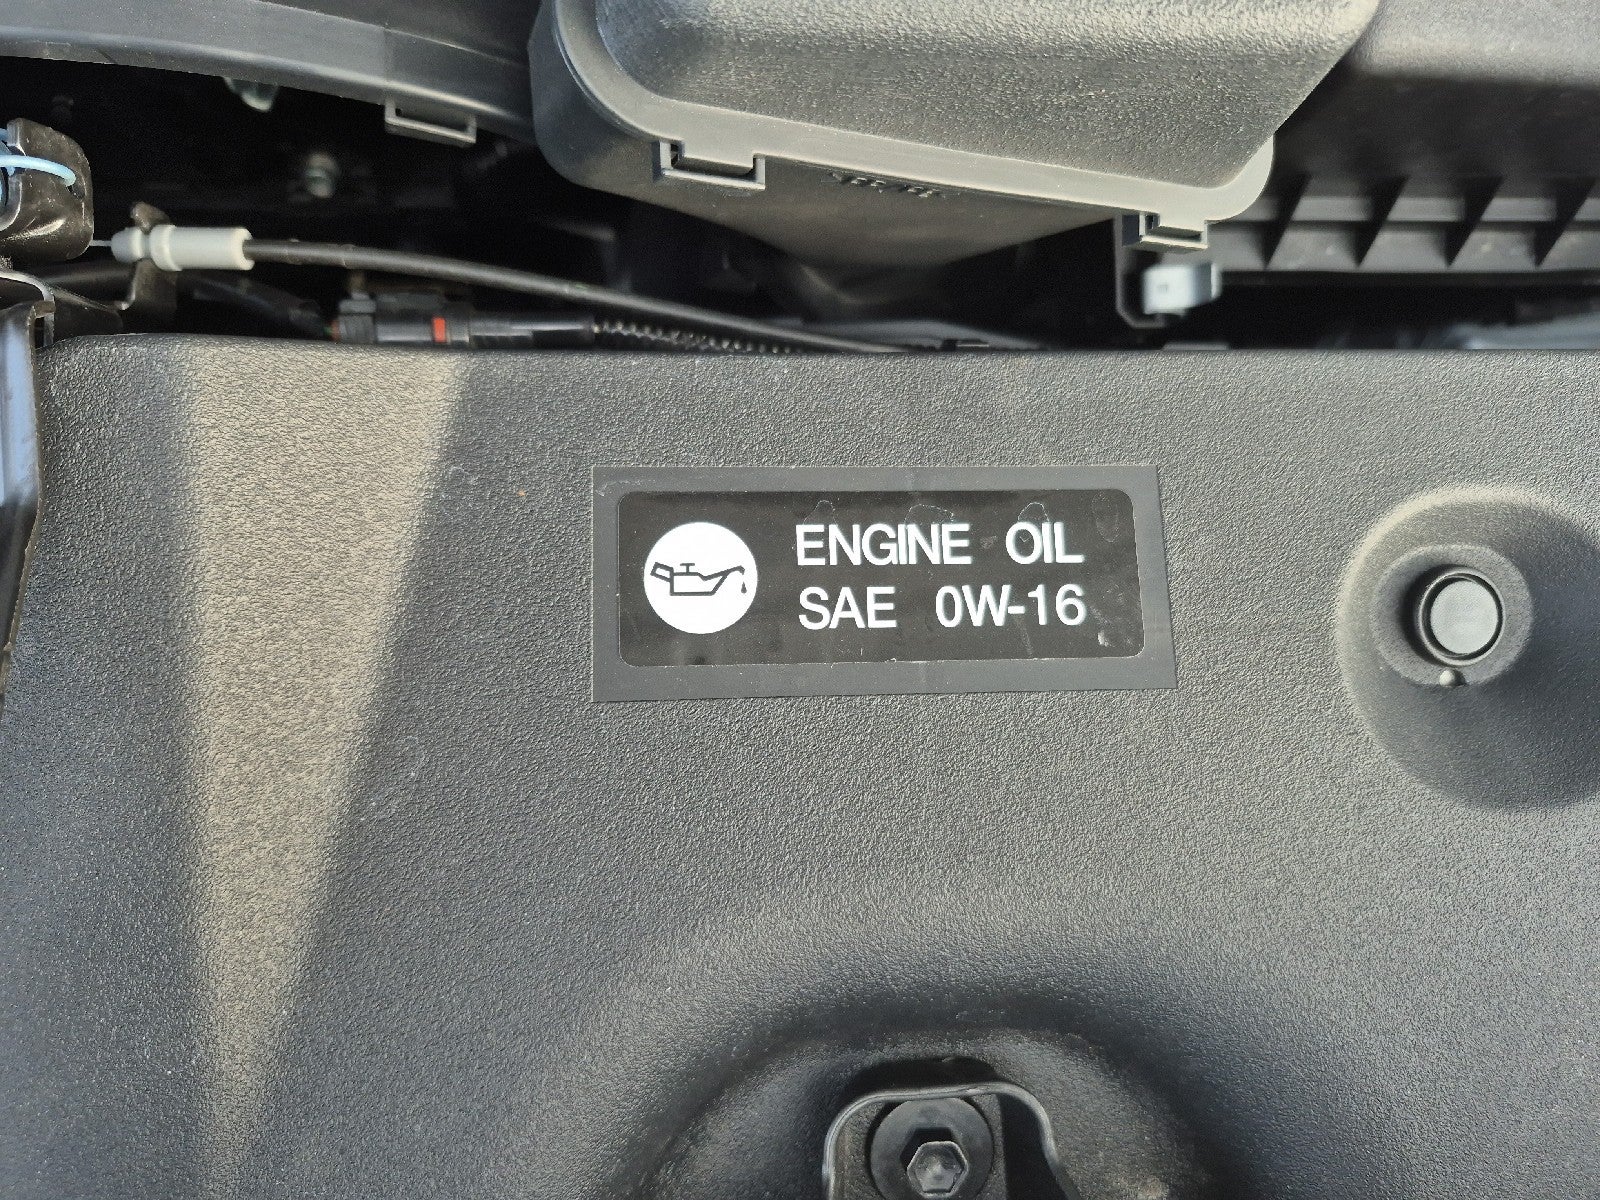 ENGINE OIL
SAE 0W-16